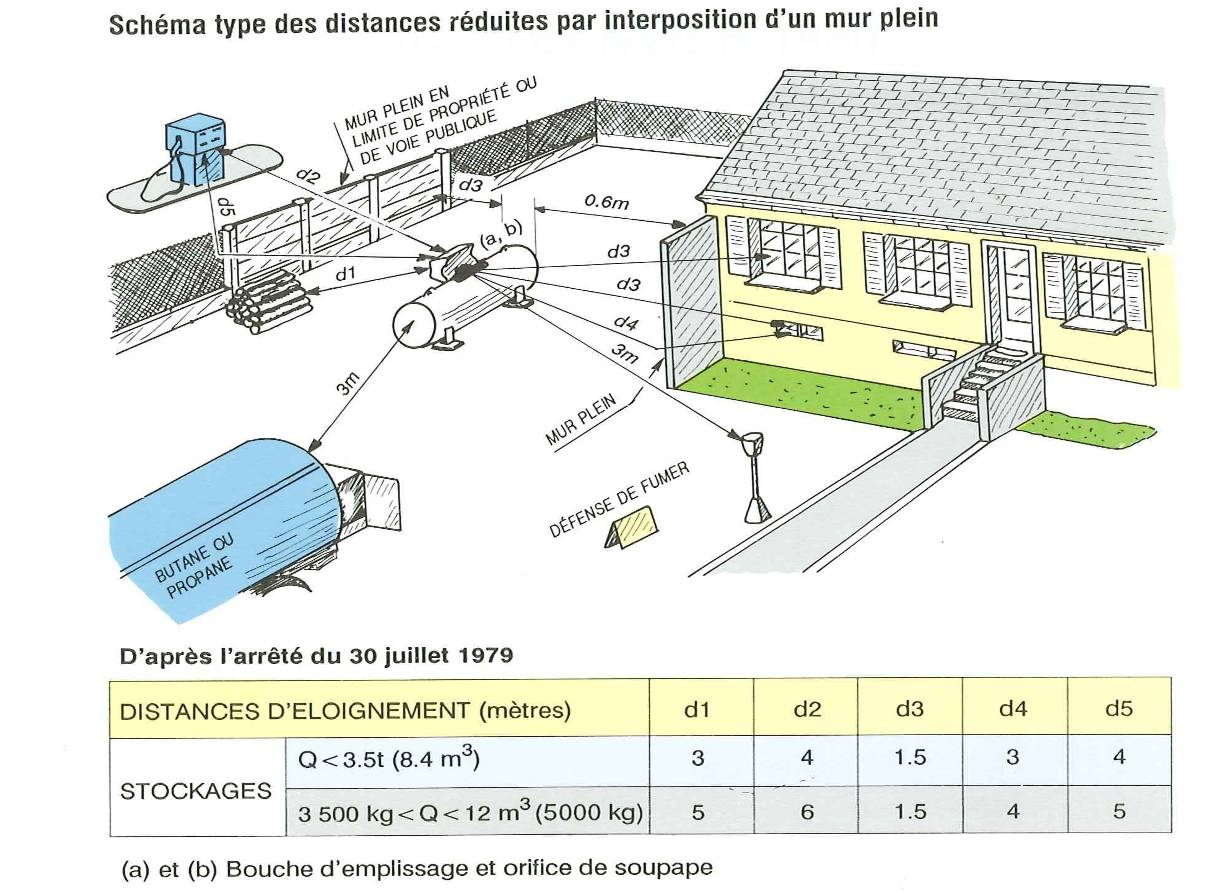 Schéma type des distances réduites par interposition d'un mur plein
MUR PLEIN EN
LIMITE DE PROPRIÉTÉ OU
DE VOIE PUBLIQUE
d2
d3
0.6m
d5
(a, b)
d3
d1
d3
d4
3m
3m
MUR PLEIN
DÉFENSE DE FUMER
BUTANE OU
PROPANE
D'après l'arrêté du 30 juillet 1979
DISTANCES D'ELOIGNEMENT (mètres) d1 d2 d3 d4 d5
STOCKAGES
Q < 3.5t (8.4 m³) 3 4 1.5 3 4
3 500 kg < Q < 12 m³ (5000 kg) 5 6 1.5 4 5
(a) et (b) Bouche d'emplissage et orifice de soupape